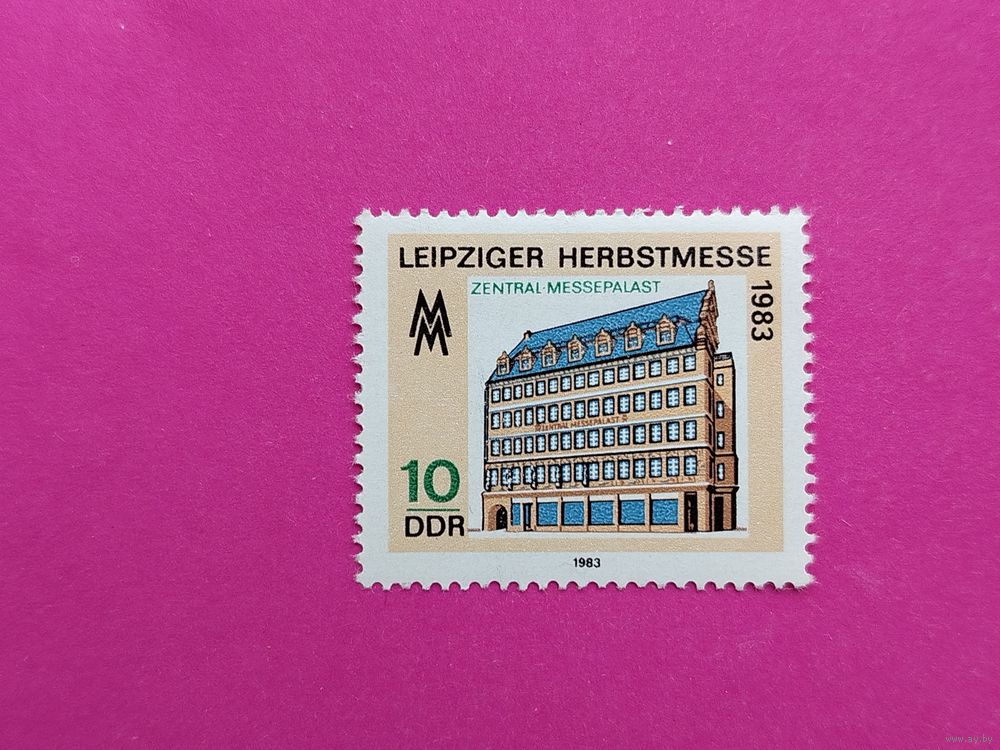 LEIPZIGER HERBSTMESSE
1983
ZENTRAL-MESSEPALAST
MM
ZENTRAL MESSEPALAST
10
DDR
1983
www.ay.by